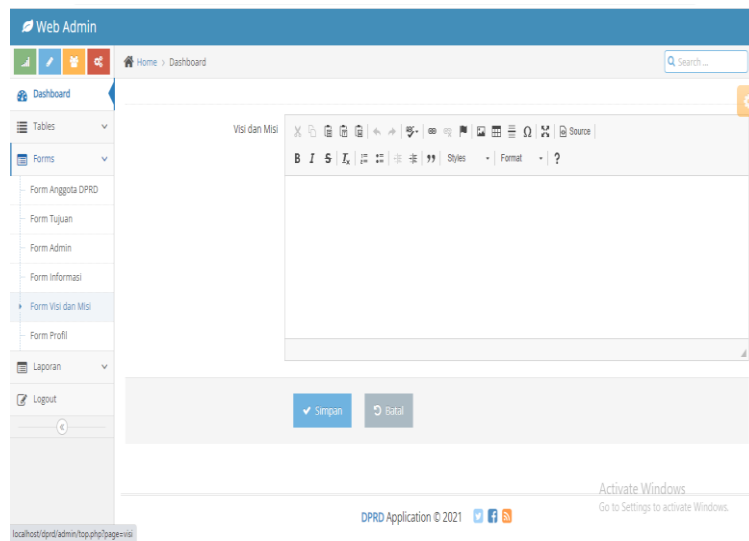 Web Admin
Home > Dashboard
Search ...
Dashboard
Tables
Forms
Form Anggota DPRD
Form Tujuan
Form Admin
Form Informasi
Form Visi dan Misi
Form Profil
Laporan
Logout
Visi dan Misi
Source
B I S Ix Styles Format ?
Simpan
Batal
Activate Windows
Go to Settings to activate Windows.
DPRD Application © 2021
localhost/dprd/admin/top.php?page=visi